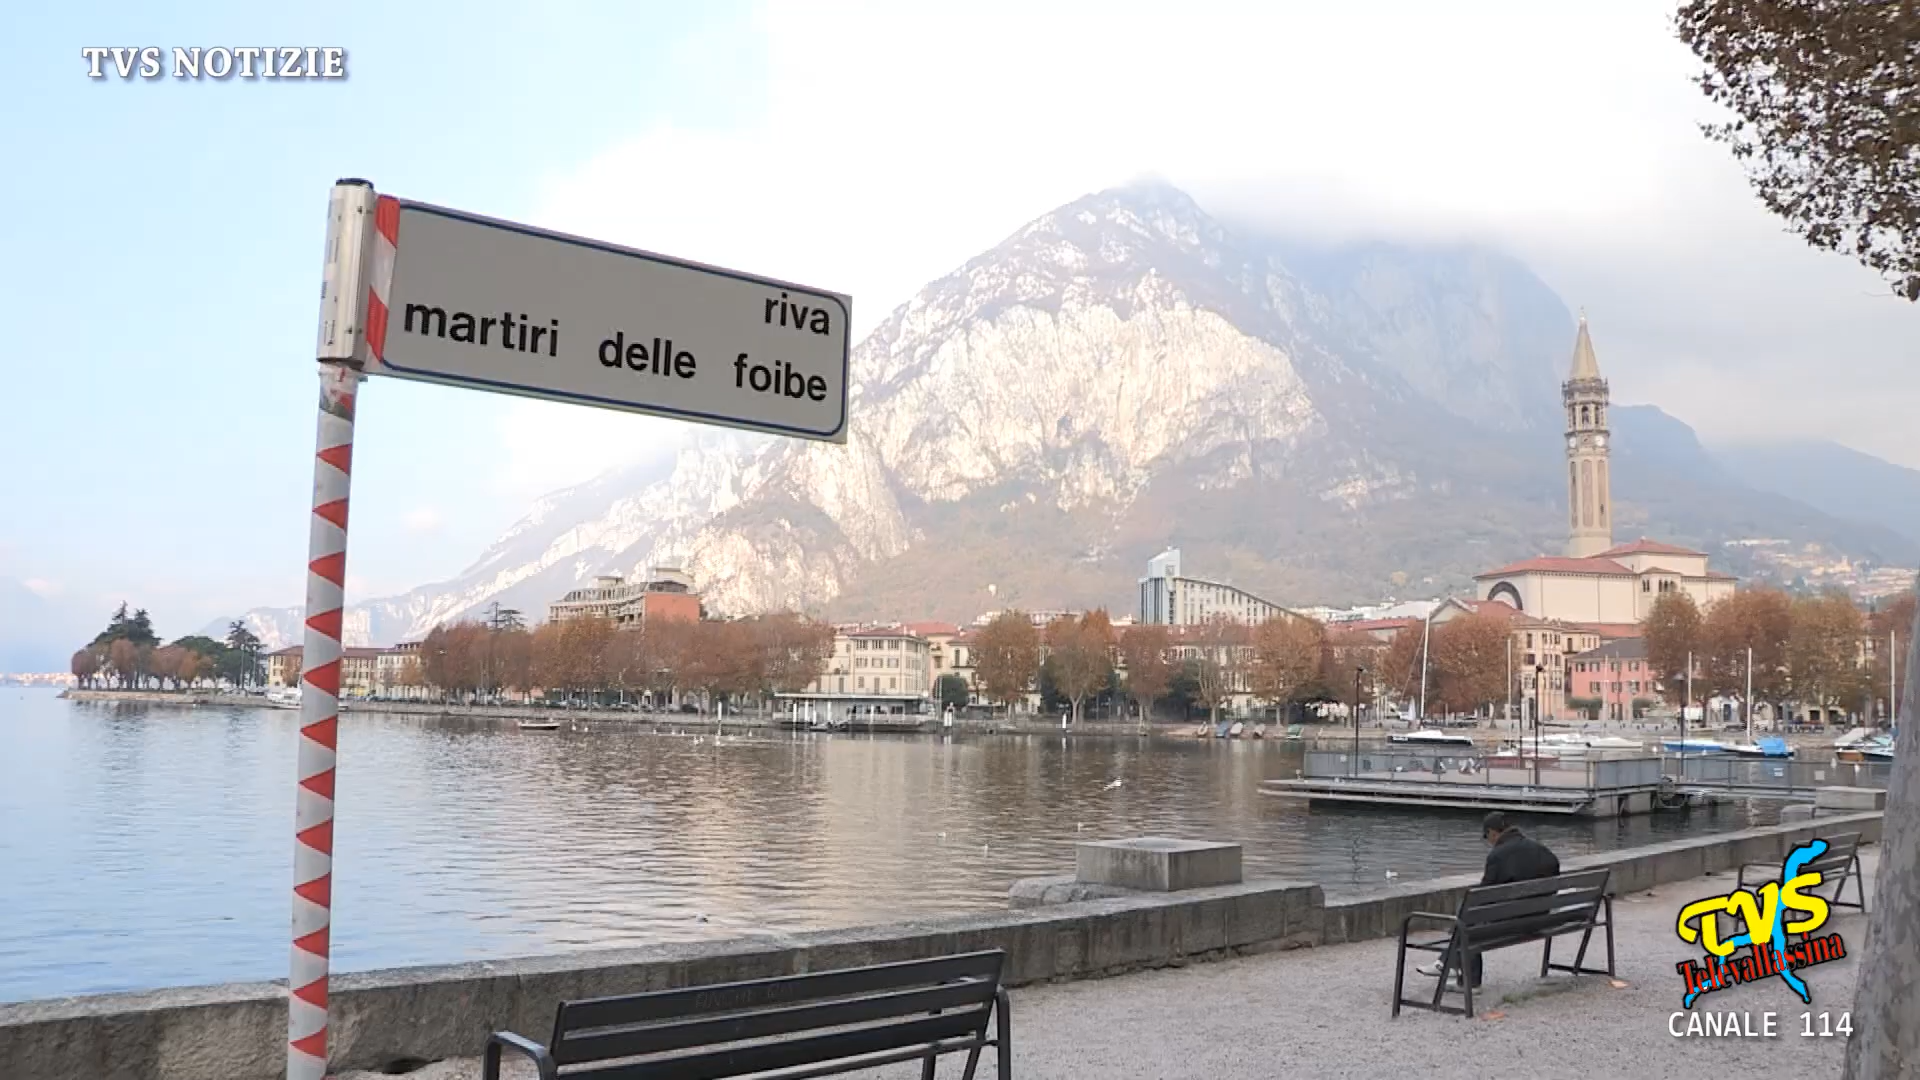 TVS NOTIZIE
riva
martiri delle foibe
TVS
Televallassina
CANALE 114